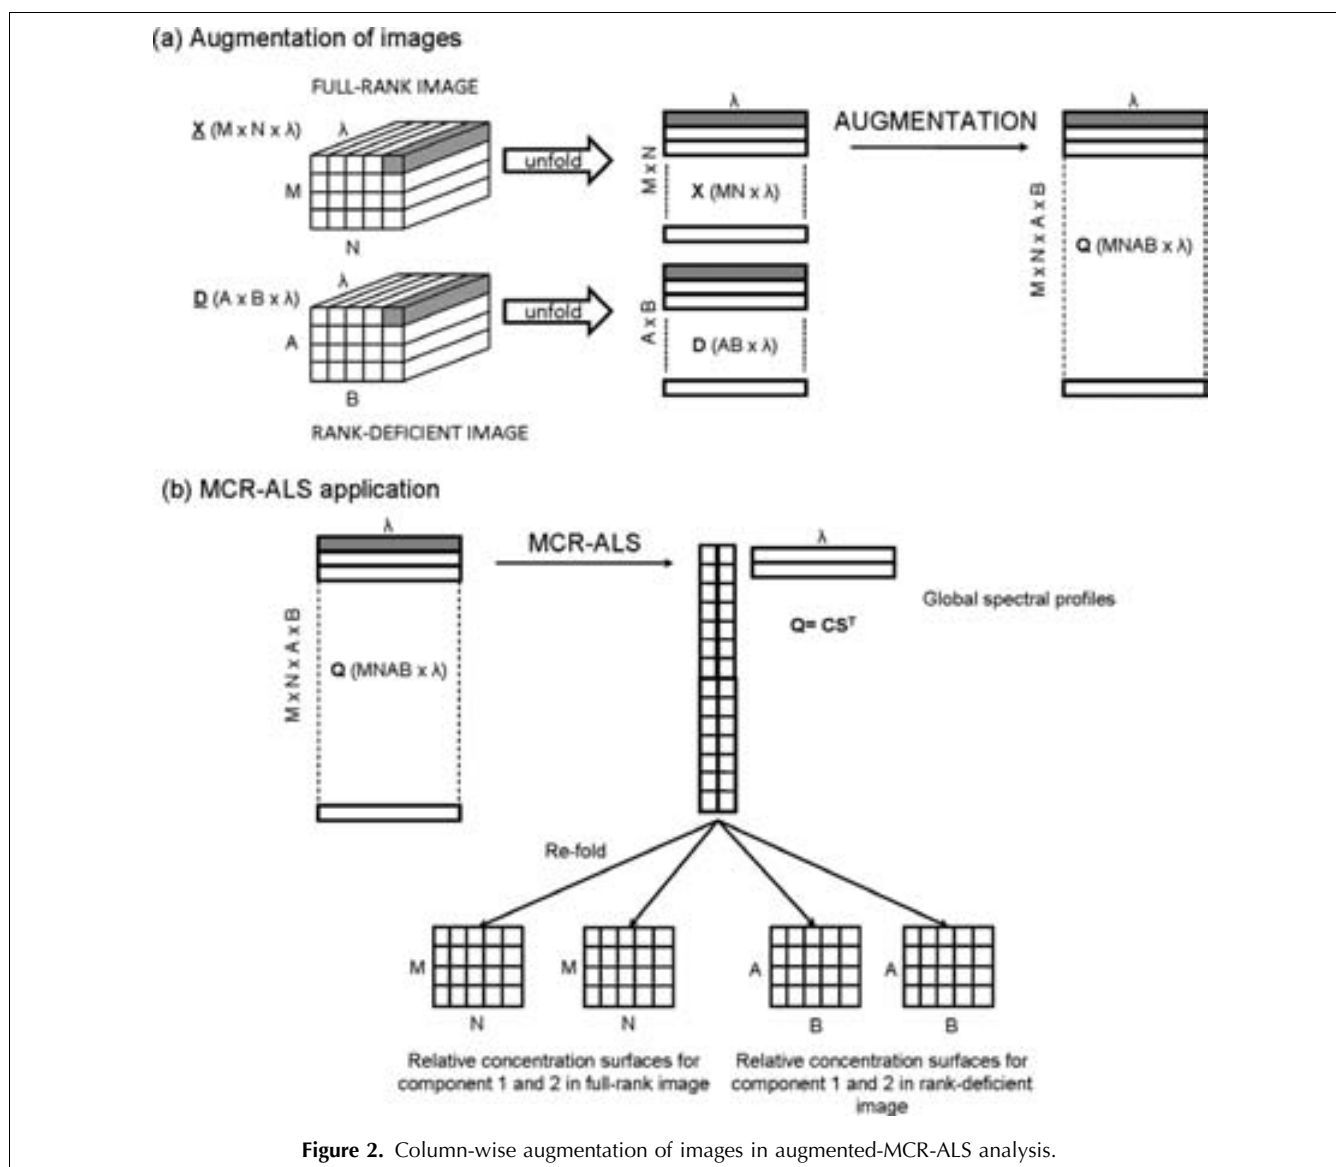 (a) Augmentation of images
FULL-RANK IMAGE
X (M x N x λ)
λ
M
N
unfold
λ
M x N
X (MN x λ)
AUGMENTATION
λ
M x N x A x B
Q (MNAB x λ)
D (A x B x λ)
λ
A
B
unfold
A x B
D (AB x λ)
RANK-DEFICIENT IMAGE
(b) MCR-ALS application
λ
M x N x A x B
Q (MNAB x λ)
MCR-ALS
λ
Global spectral profiles
Q= CSᵀ
Re-fold
M
N
M
N
A
B
A
B
Relative concentration surfaces for
component 1 and 2 in full-rank image
Relative concentration surfaces for
component 1 and 2 in rank-deficient
image
Figure 2. Column-wise augmentation of images in augmented-MCR-ALS analysis.